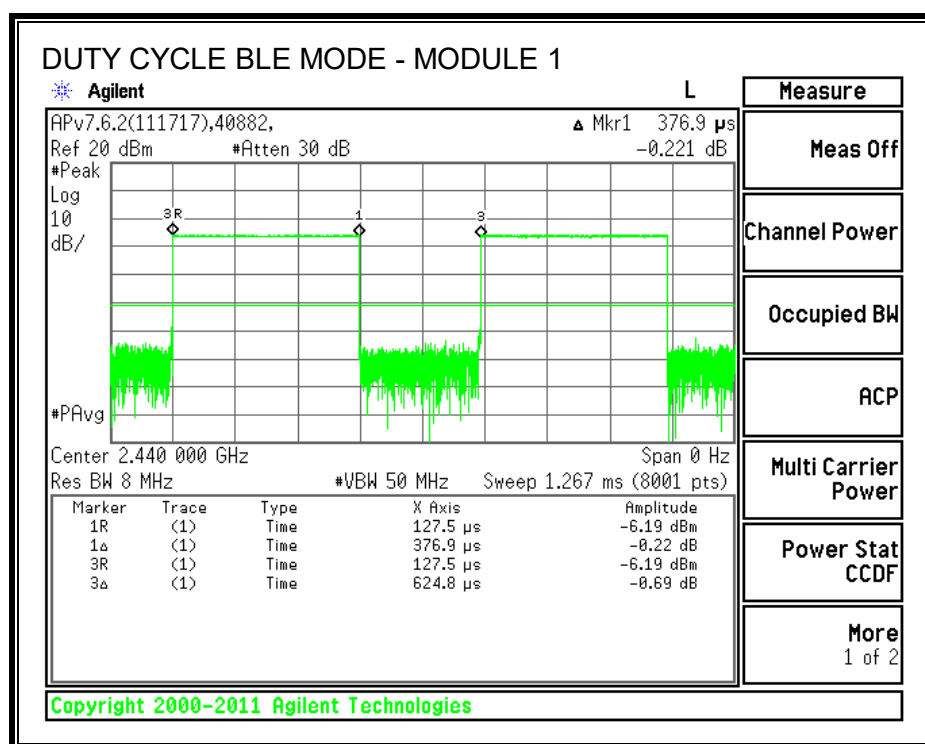 DUTY CYCLE BLE MODE - MODULE 1
Agilent L
APv7.6.2(111717),40882, Δ Mkr1 376.9 µs
Ref 20 dBm #Atten 30 dB -0.221 dB
#Peak
Log
10
dB/
3R 1 3
#PAvg
Center 2.440 000 GHz Span 0 Hz
Res BW 8 MHz #VBW 50 MHz Sweep 1.267 ms (8001 pts)
Marker Trace Type X Axis Amplitude
1R (1) Time 127.5 µs -6.19 dBm
1Δ (1) Time 376.9 µs -0.22 dB
3R (1) Time 127.5 µs -6.19 dBm
3Δ (1) Time 624.8 µs -0.69 dB
Measure
Meas Off
Channel Power
Occupied BW
ACP
Multi Carrier
Power
Power Stat
CCDF
More
1 of 2
Copyright 2000-2011 Agilent Technologies